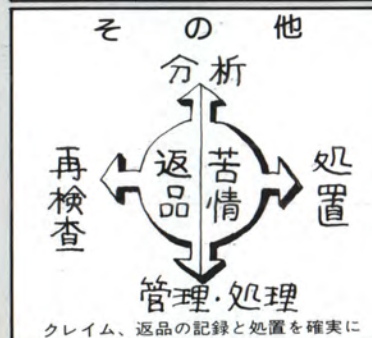 その他
分析
再検査
返品
苦情
処置
管理・処理
クレイム、返品の記録と処置を確実に